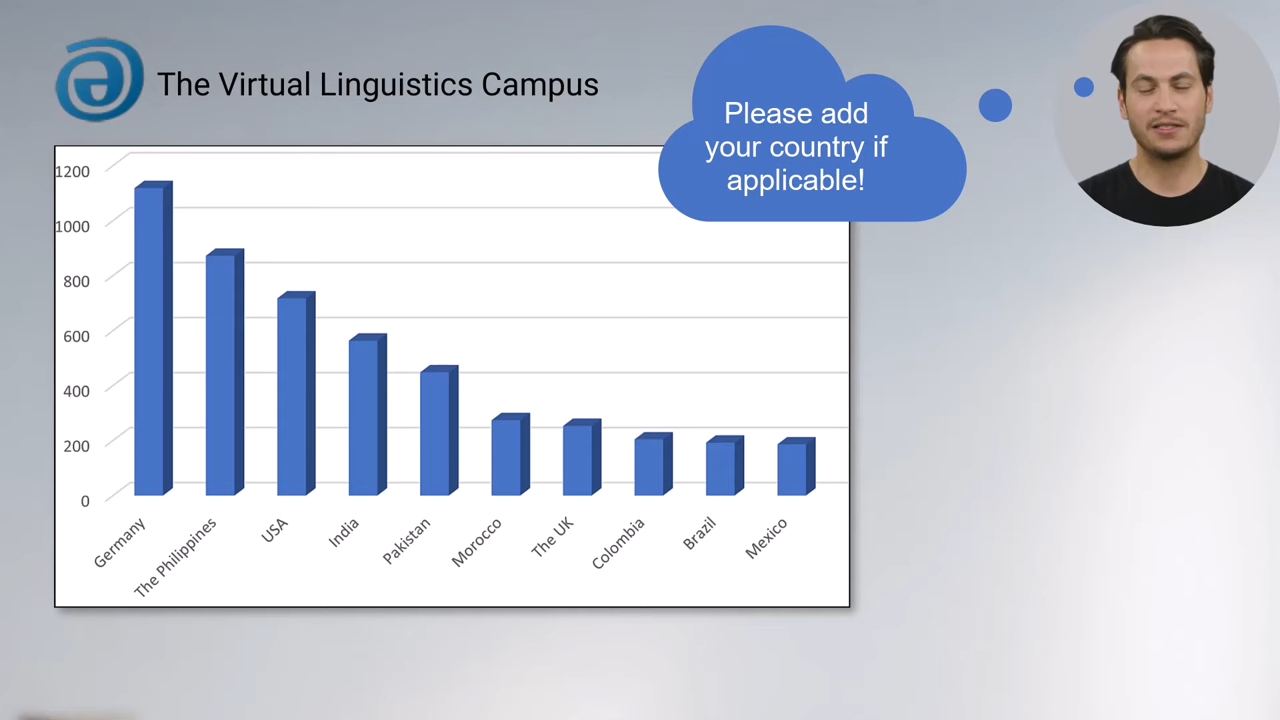 The Virtual Linguistics Campus
Please add
your country if
applicable!
1200
1000
800
600
400
200
0
Germany
The Philippines
USA
India
Pakistan
Morocco
The UK
Colombia
Brazil
Mexico